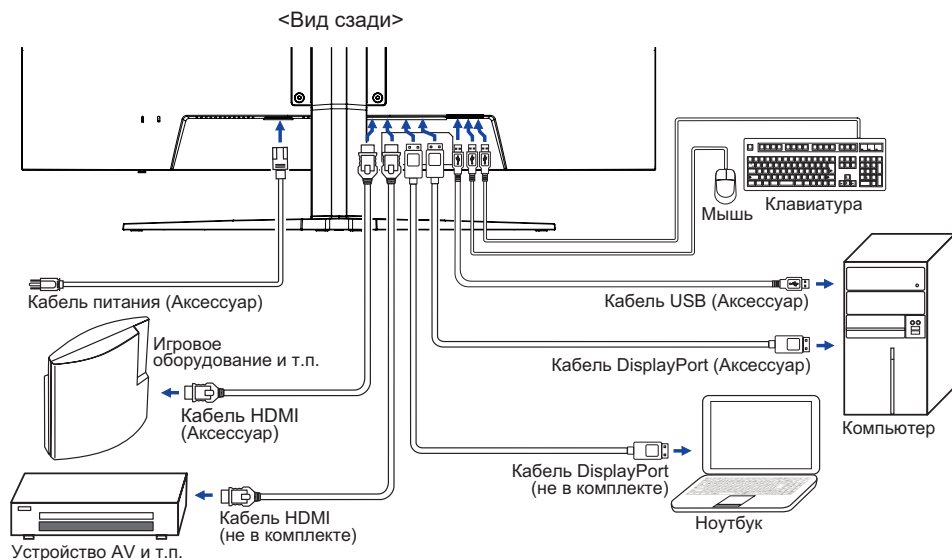 <Вид сзади>
Мышь
Клавиатура
Кабель питания (Аксессуар)
Кабель USB (Аксессуар)
Игровое
оборудование и т.п.
Кабель DisplayPort (Аксессуар)
Кабель HDMI
(Аксессуар)
Компьютер
Кабель DisplayPort
(не в комплекте)
Кабель HDMI
(не в комплекте)
Ноутбук
Устройство AV и т.п.